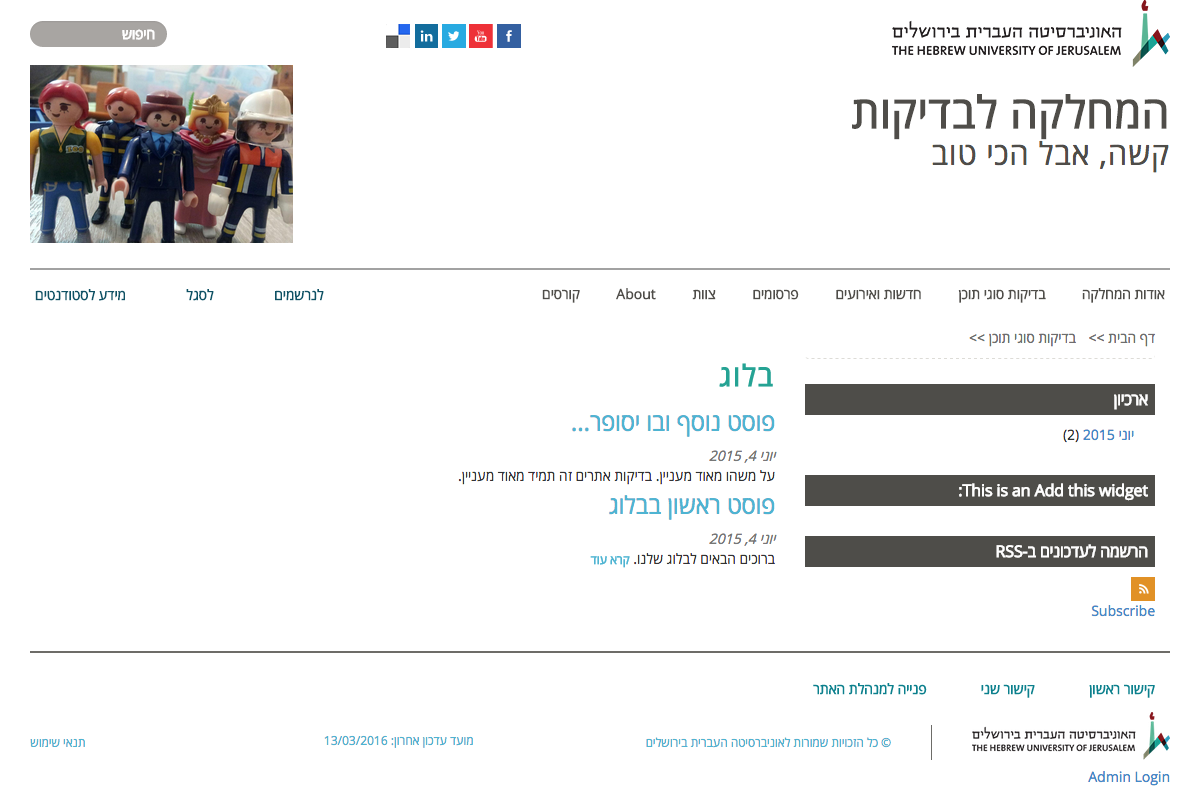 האוניברסיטה העברית בירושלים
THE HEBREW UNIVERSITY OF JERUSALEM
חיפוש
המחלקה לבדיקות
קשה, אבל הכי טוב
אודות המחלקה
בדיקות סוגי תוכן
חדשות ואירועים
פרסומים
צוות
About
קורסים
לנרשמים
לסגל
מידע לסטודנטים
דף הבית >> בדיקות סוגי תוכן >>
ארכיון
יוני 2015 (2)
This is an Add this widget:
הרשמה לעדכונים ב-RSS
Subscribe
בלוג
פוסט נוסף ובו יסופר...
יוני 4, 2015
על משהו מאוד מעניין. בדיקות אתרים זה תמיד מאוד מעניין.
פוסט ראשון בבלוג
יוני 4, 2015
ברוכים הבאים לבלוג שלנו. קרא עוד
קישור ראשון
קישור שני
פנייה למנהלת האתר
האוניברסיטה העברית בירושלים
THE HEBREW UNIVERSITY OF JERUSALEM
© כל הזכויות שמורות לאוניברסיטה העברית בירושלים
מועד עדכון אחרון: 13/03/2016
תנאי שימוש
Admin Login